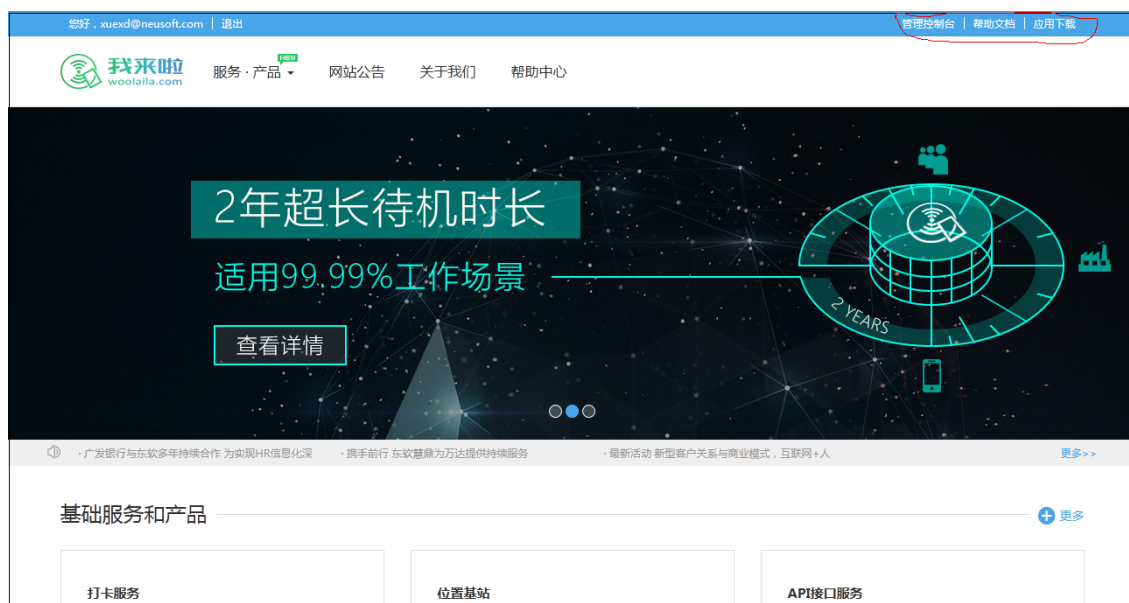 您好，xuexd@neusoft.com | 退出
管理控制台 | 帮助文档 | 应用下载
我来啦
woolaila.com
服务 · 产品 NEW 网站公告 关于我们 帮助中心
2年超长待机时长
适用99.99%工作场景
查看详情
2 YEARS
· 广发银行与东软多年持续合作 为实现HR信息化深 · 携手前行 东软慧鼎为万达提供持续服务 · 最新活动 新型客户关系与商业模式，互联网+人 更多>>
基础服务和产品 更多
打卡服务 位置基站 API接口服务